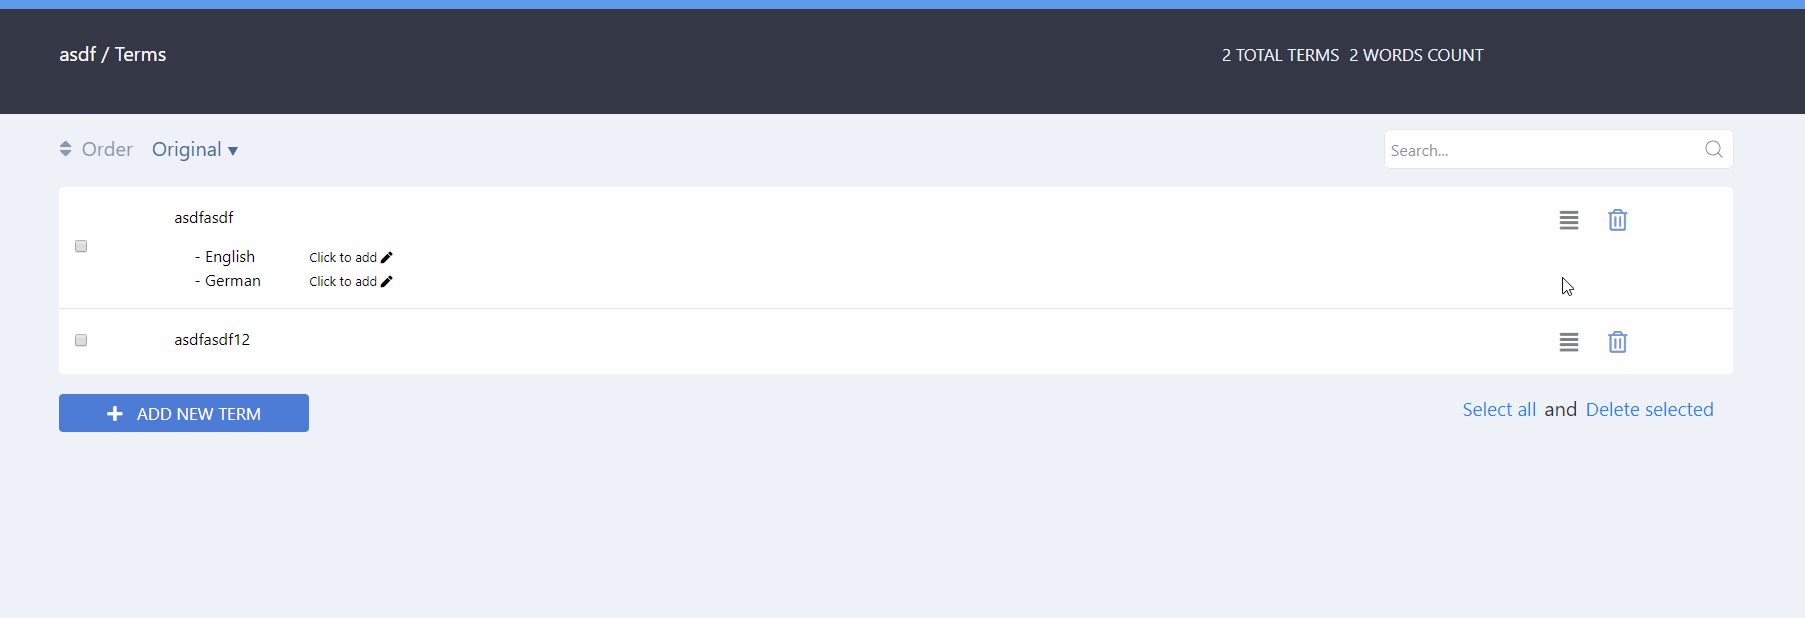 asdf / Terms
2 TOTAL TERMS 2 WORDS COUNT
Order Original
Search...
asdfasdf
- English Click to add
- German Click to add
asdfasdf12
ADD NEW TERM
Select all and Delete selected